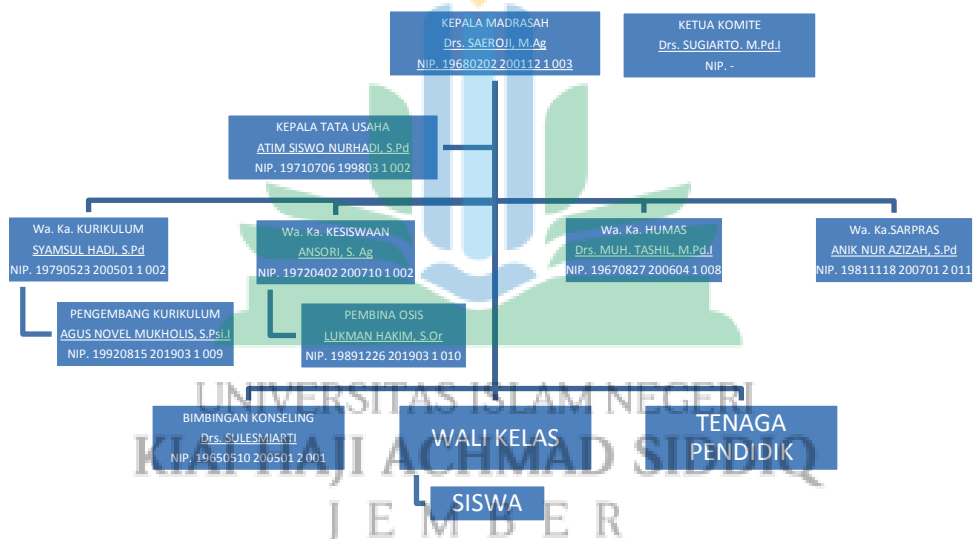 KEPALA MADRASAH
Drs. SAEROJI, M.Ag
NIP. 19680202 200112 1 003
KETUA KOMITE
Drs. SUGIARTO. M.Pd.I
NIP. -
KEPALA TATA USAHA
ATIM SISWO NURHADI, S.Pd
NIP. 19710706 199803 1 002
Wa. Ka. KURIKULUM
SYAMSUL HADI, S.Pd
NIP. 19790523 200501 1 002
Wa. Ka. KESISWAAN
ANSORI, S. Ag
NIP. 19720402 200710 1 002
Wa. Ka. HUMAS
Drs. MUH. TASHIL, M.Pd.I
NIP. 19670827 200604 1 008
Wa. Ka.SARPRAS
ANIK NUR AZIZAH, S.Pd
NIP. 19811118 200701 2 011
PENGEMBANG KURIKULUM
AGUS NOVEL MUKHOLIS, S.Psi.I
NIP. 19920815 201903 1 009
PEMBINA OSIS
LUKMAN HAKIM, S.Or
NIP. 19891226 201903 1 010
BIMBINGAN KONSELING
Drs. SULESMIARTI
NIP. 19650510 200501 2 001
WALI KELAS
TENAGA
PENDIDIK
SISWA
UNIVERSITAS ISLAM NEGERI
KIAI HAJI ACHMAD SIDDIQ
JEMBER